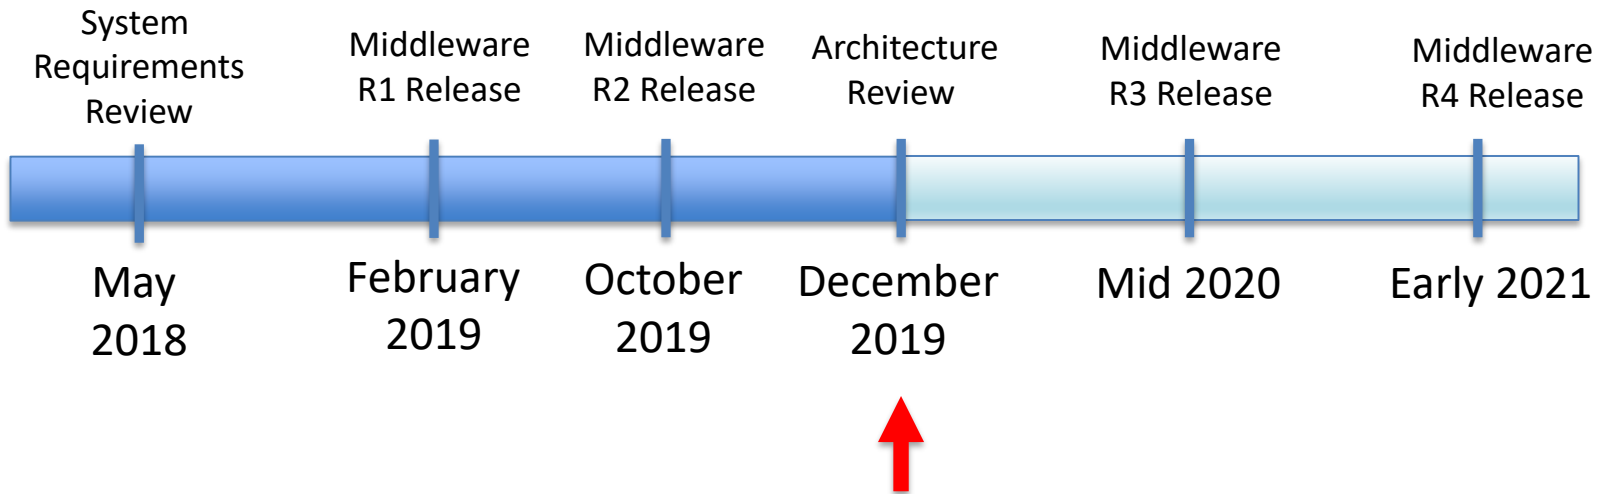 System
Requirements
Review
Middleware
R1 Release
Middleware
R2 Release
Architecture
Review
Middleware
R3 Release
Middleware
R4 Release
May
2018
February
2019
October
2019
December
2019
Mid 2020
Early 2021